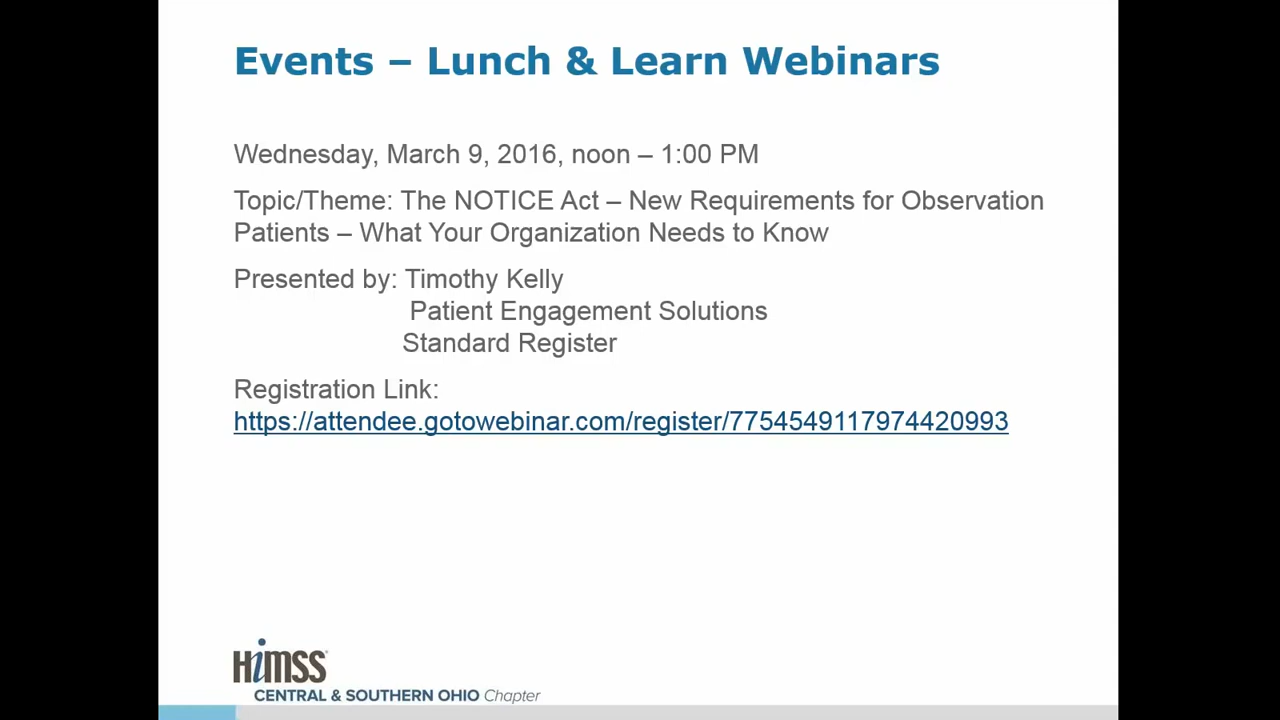 Events – Lunch & Learn Webinars
Wednesday, March 9, 2016, noon – 1:00 PM
Topic/Theme: The NOTICE Act – New Requirements for Observation
Patients – What Your Organization Needs to Know
Presented by: Timothy Kelly
Patient Engagement Solutions
Standard Register
Registration Link:
https://attendee.gotowebinar.com/register/7754549117974420993
HiMSS
CENTRAL & SOUTHERN OHIO Chapter